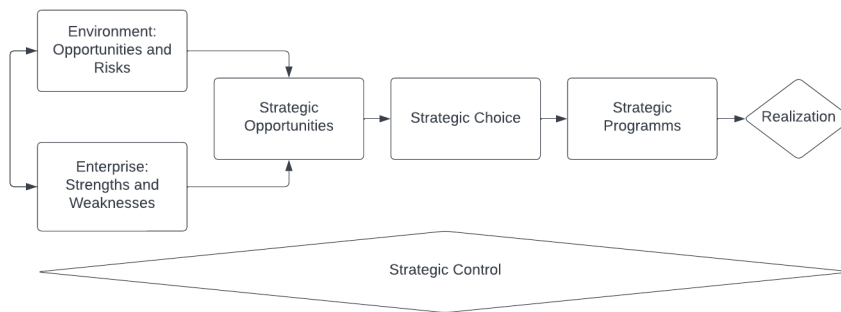 Environment:
Opportunities and
Risks
Strategic
Opportunities
Strategic Choice
Strategic
Programms
Realization
Enterprise:
Strengths and
Weaknesses
Strategic Control